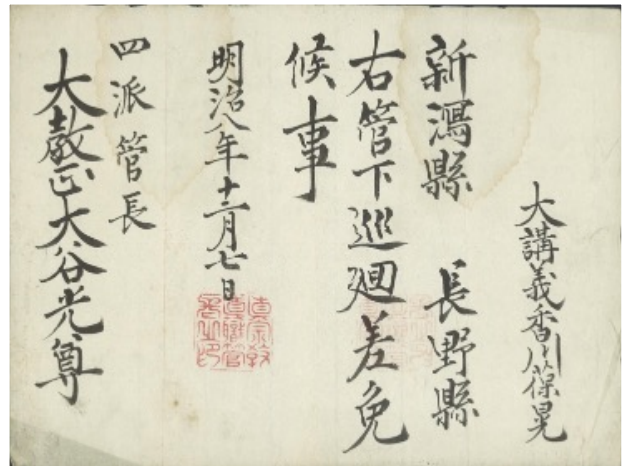 大講義香川葆晃
新潟縣 長野縣
右管下巡廻差免
候事
明治八年十二月七日
四派管長
大教正大谷光尊